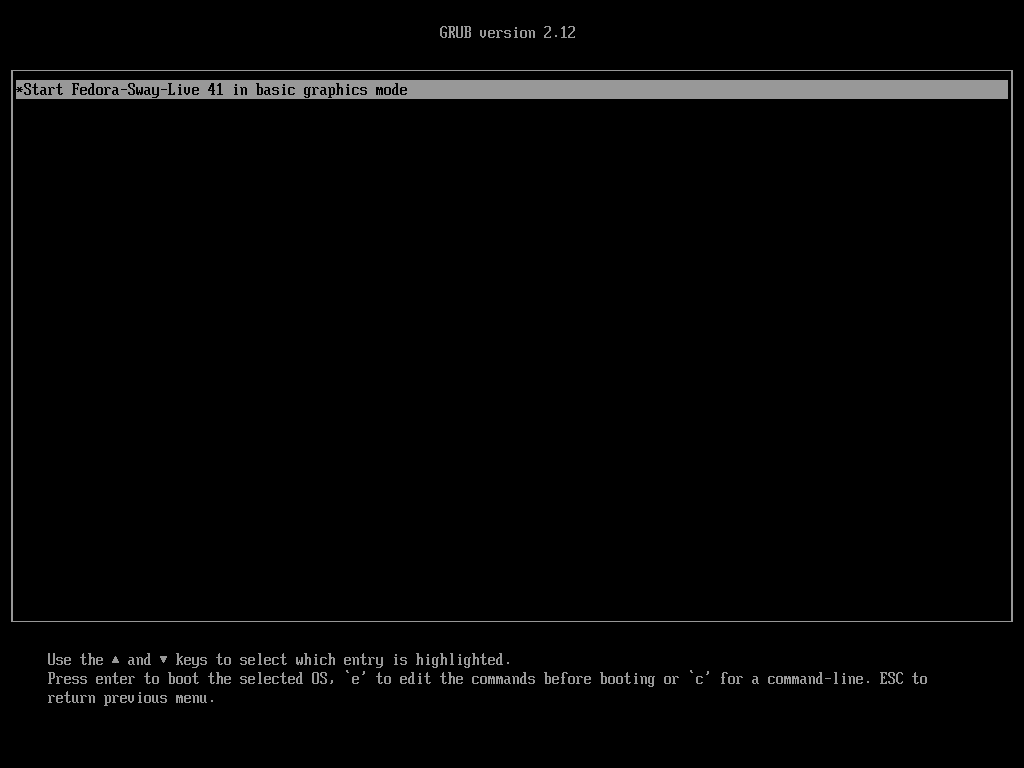 GRUB version 2.12
*Start Fedora-Sway-Live 41 in basic graphics mode
Use the ▲ and ▼ keys to select which entry is highlighted.
Press enter to boot the selected OS, `e' to edit the commands before booting or `c' for a command-line. ESC to
return previous menu.